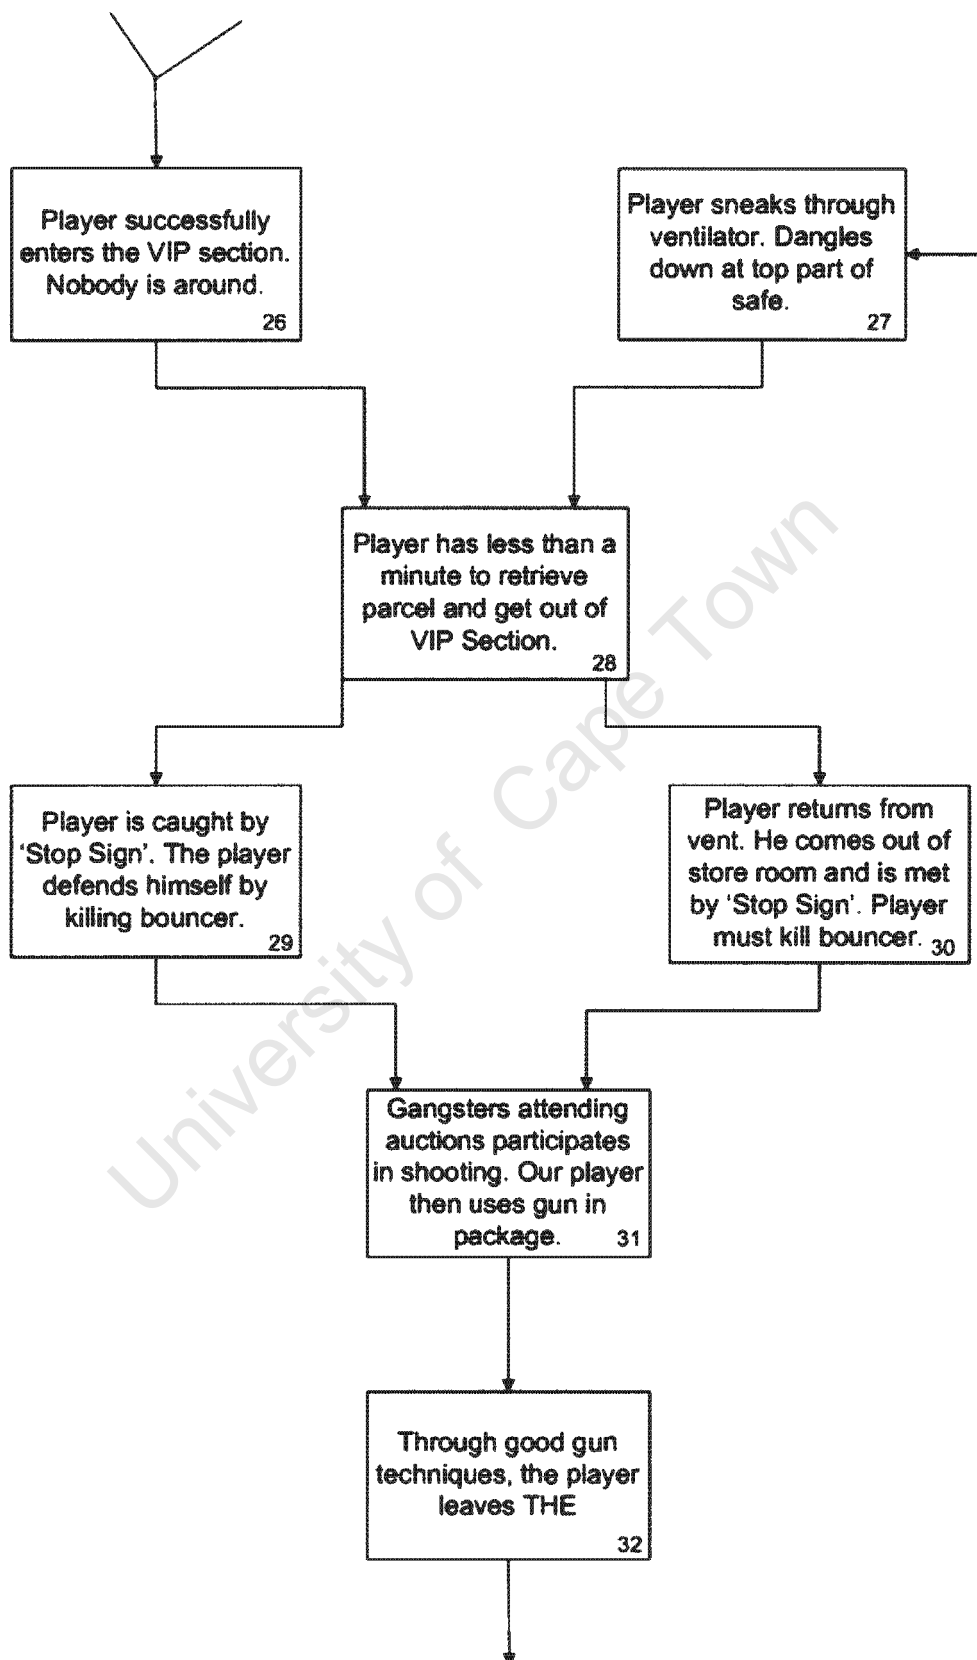 Player successfully
enters the VIP section.
Nobody is around.
26
Player sneaks through
ventilator. Dangles
down at top part of
safe.
27
Player has less than a
minute to retrieve
parcel and get out of
VIP Section.
28
Player is caught by
‘Stop Sign’. The player
defends himself by
killing bouncer.
29
Player returns from
vent. He comes out of
store room and is met
by ‘Stop Sign’. Player
must kill bouncer.
30
Gangsters attending
auctions participates
in shooting. Our player
then uses gun in
package.
31
Through good gun
techniques, the player
leaves THE
32
University of Cape Town